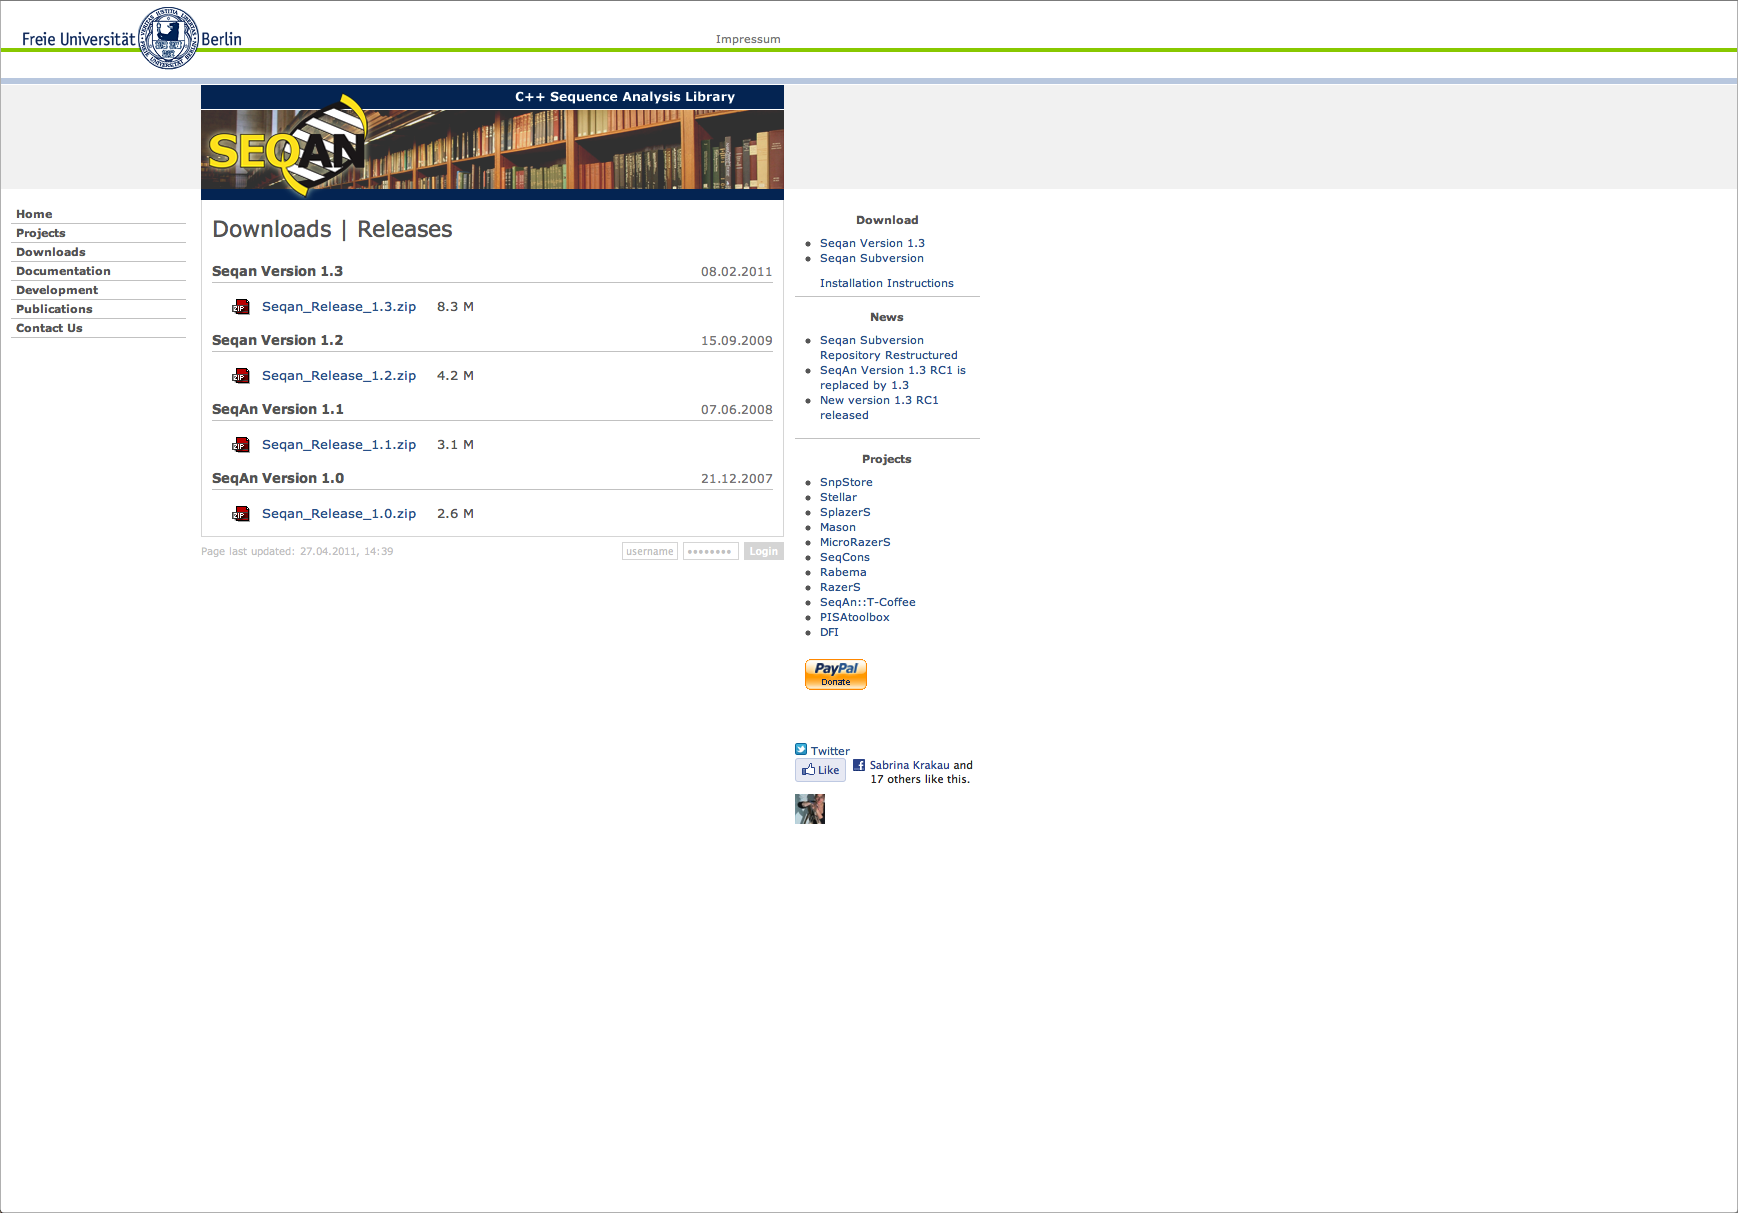 Freie Universität Berlin
Impressum
C++ Sequence Analysis Library
SEQAN
Home
Projects
Downloads
Documentation
Development
Publications
Contact Us
Downloads | Releases
Seqan Version 1.3 08.02.2011
ZIP Seqan_Release_1.3.zip 8.3 M
Seqan Version 1.2 15.09.2009
ZIP Seqan_Release_1.2.zip 4.2 M
SeqAn Version 1.1 07.06.2008
ZIP Seqan_Release_1.1.zip 3.1 M
SeqAn Version 1.0 21.12.2007
ZIP Seqan_Release_1.0.zip 2.6 M
Page last updated: 27.04.2011, 14:39
username •••••••• Login
Download
Seqan Version 1.3
Seqan Subversion
Installation Instructions
News
Seqan Subversion
Repository Restructured
SeqAn Version 1.3 RC1 is
replaced by 1.3
New version 1.3 RC1
released
Projects
SnpStore
Stellar
SplazerS
Mason
MicroRazerS
SeqCons
Rabema
RazerS
SeqAn::T-Coffee
PISAtoolbox
DFI
PayPal
Donate
Twitter
Like Sabrina Krakau and
17 others like this.